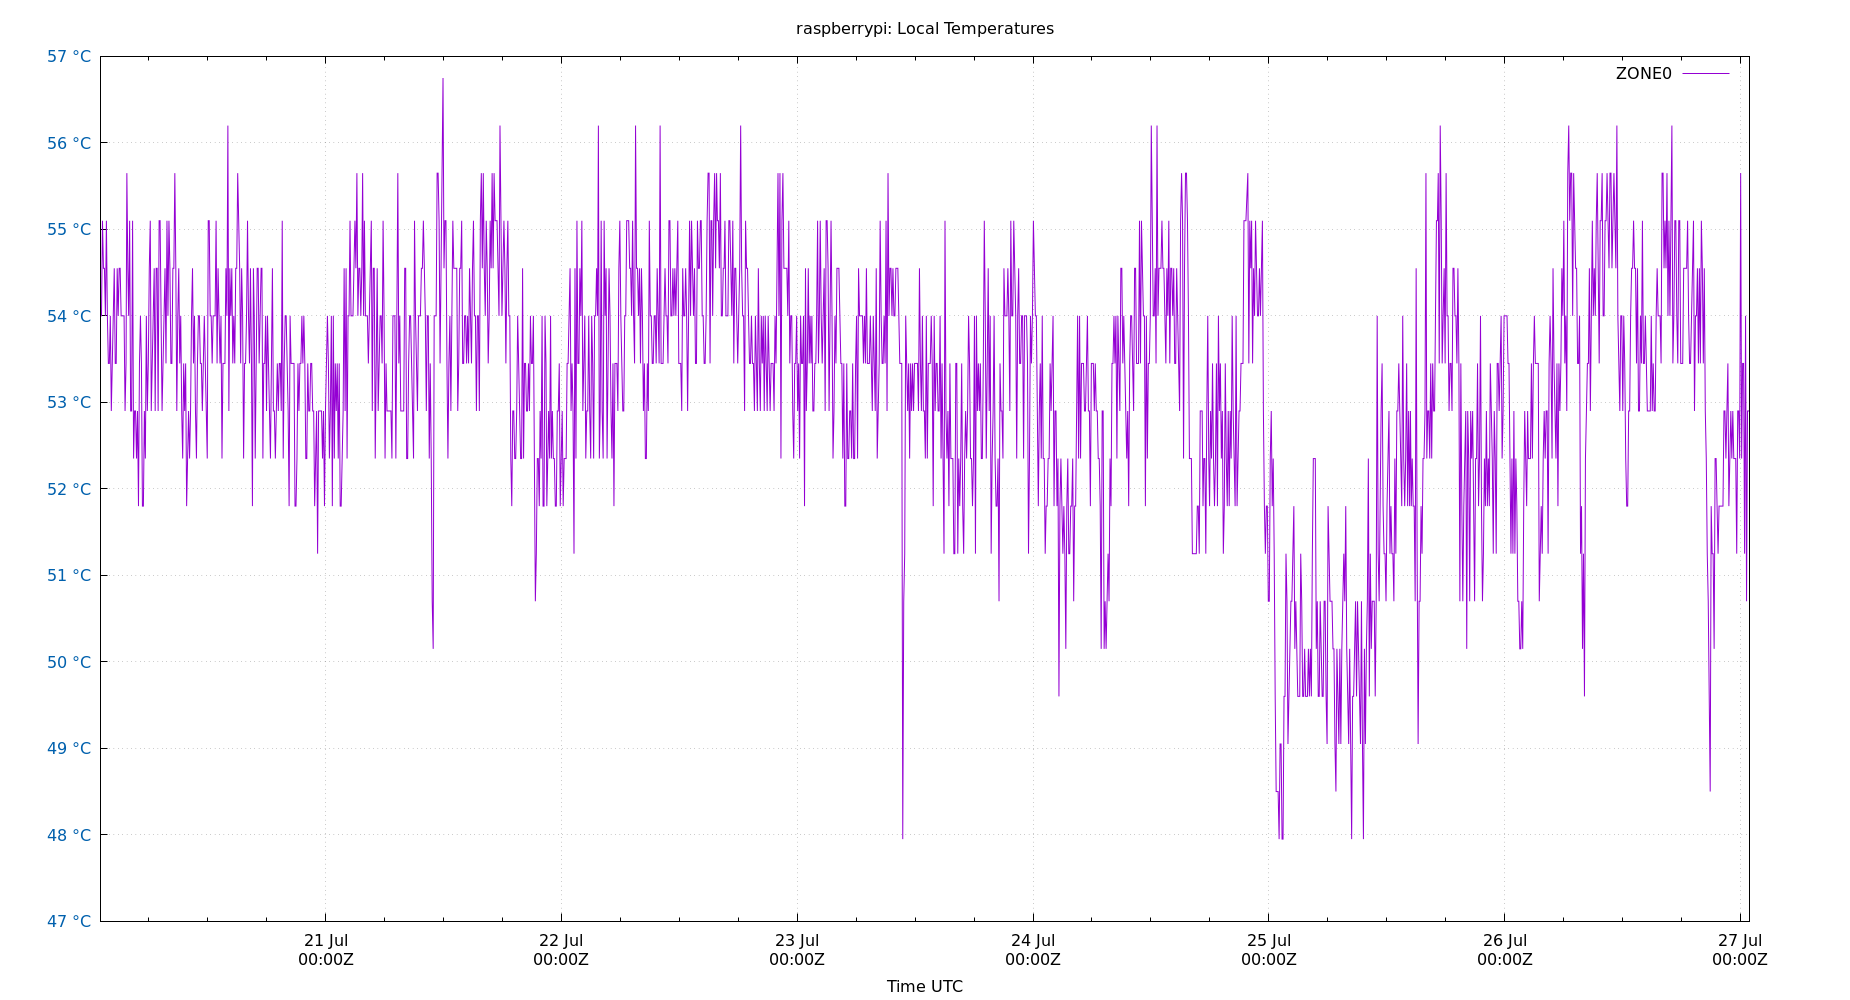 raspberrypi: Local Temperatures
57 °C
ZONE0
56 °C
55 °C
54 °C
53 °C
52 °C
51 °C
50 °C
49 °C
48 °C
47 °C
21 Jul 22 Jul 23 Jul 24 Jul 25 Jul 26 Jul 27 Jul
00:00Z 00:00Z 00:00Z 00:00Z 00:00Z 00:00Z 00:00Z
Time UTC